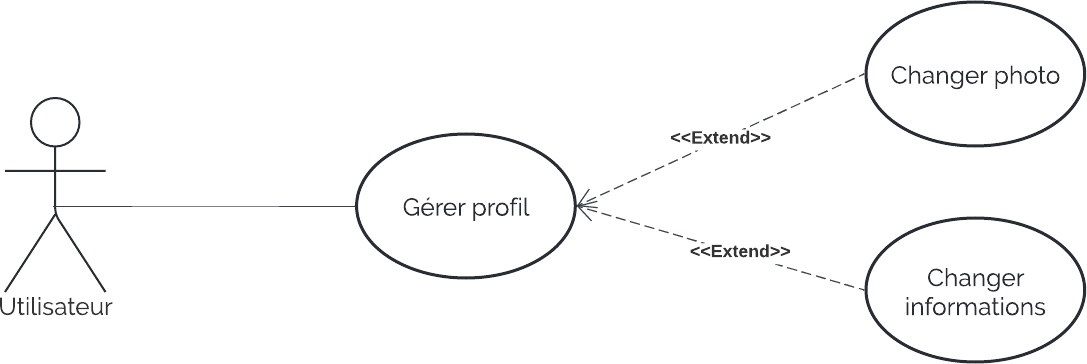 Changer photo
<<Extend>>
Gérer profil
<<Extend>>
Changer
informations
Utilisateur